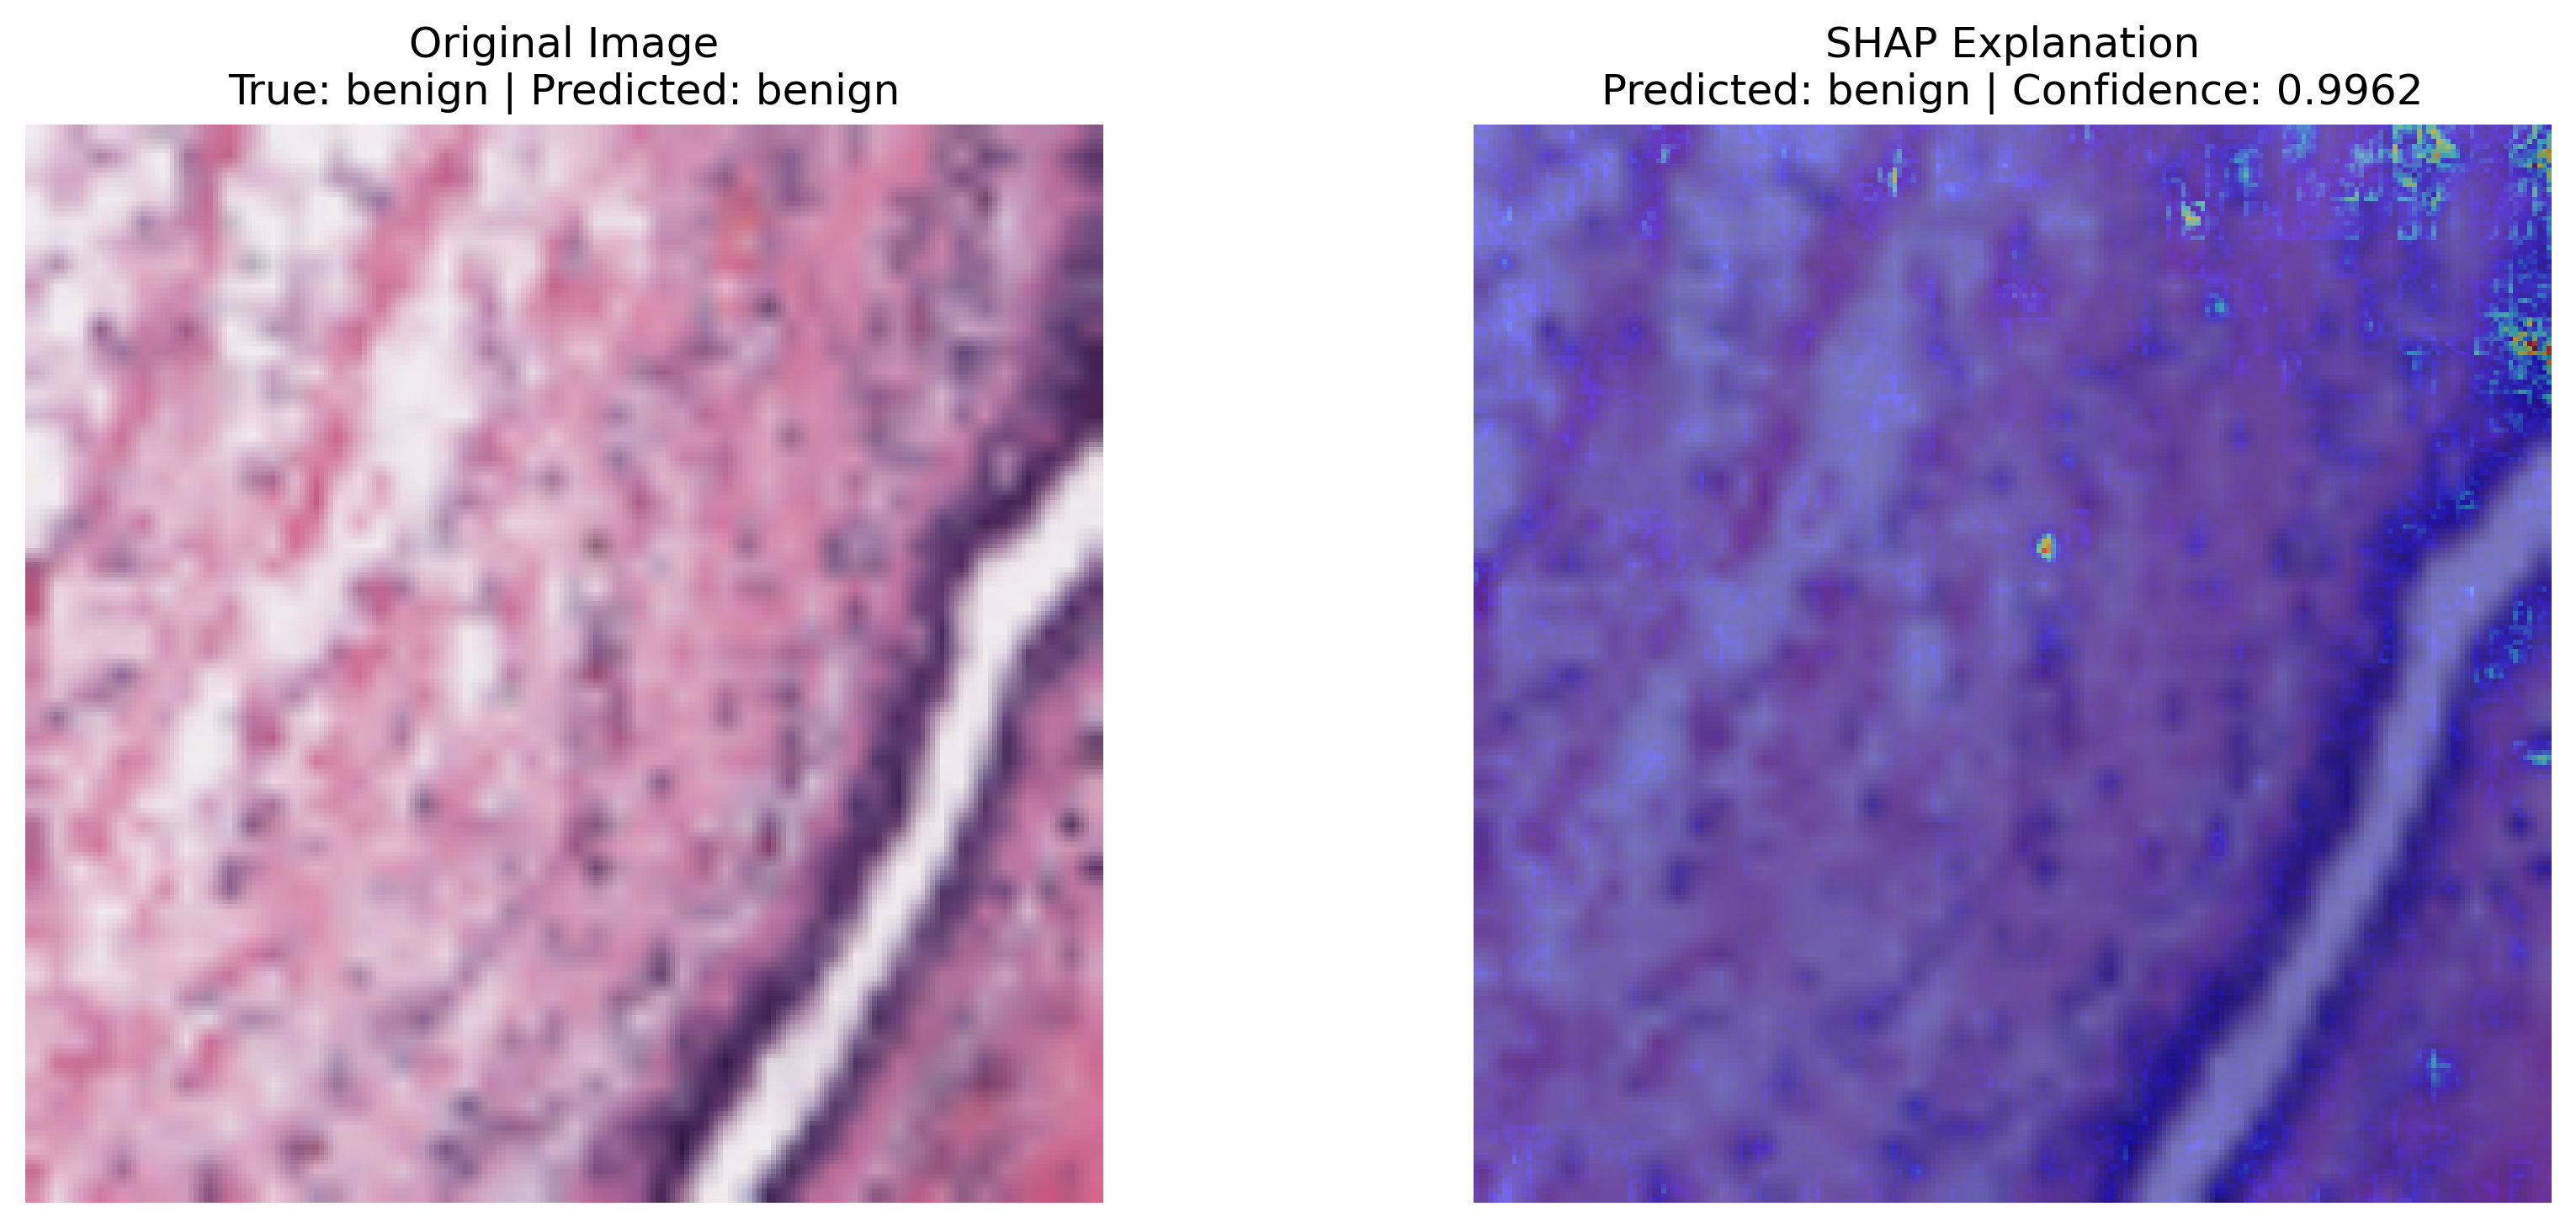 Original Image
True: benign | Predicted: benign
SHAP Explanation
Predicted: benign | Confidence: 0.9962